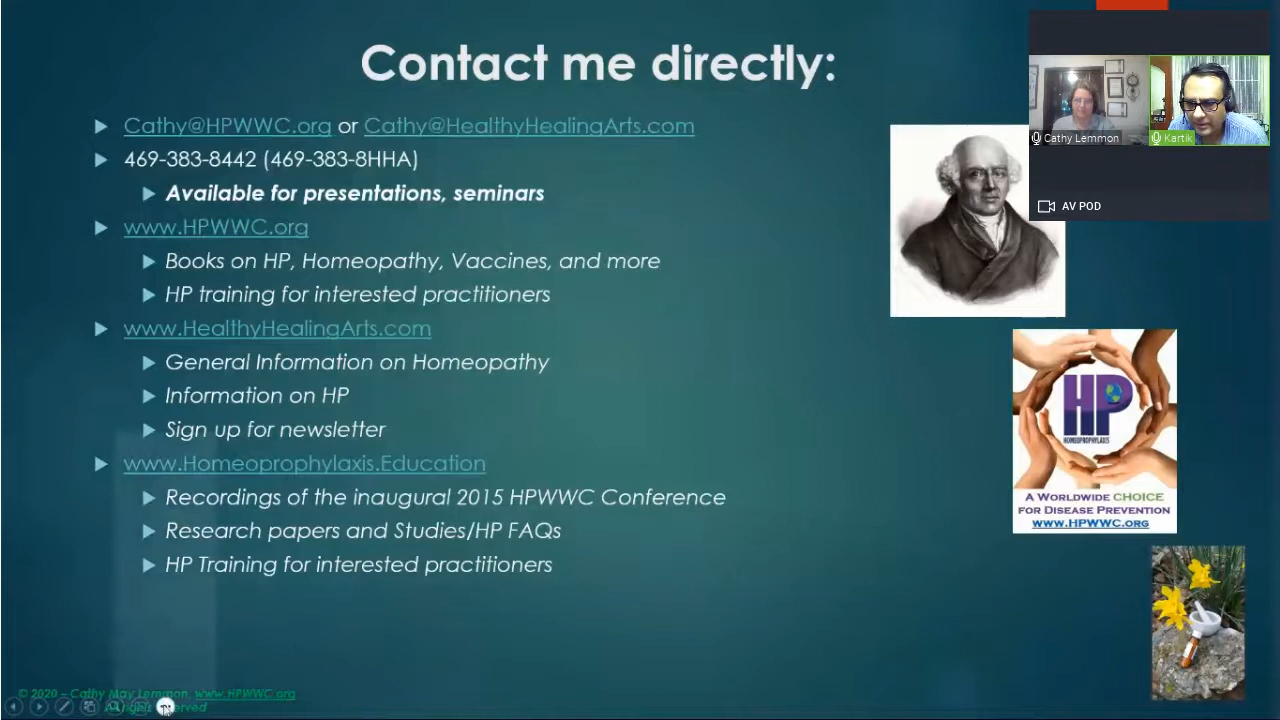 Contact me directly:
Cathy@HPWWC.org or Cathy@HealthyHealingArts.com
469-383-8442 (469-383-8HHA)
Available for presentations, seminars
www.HPWWC.org
Books on HP, Homeopathy, Vaccines, and more
HP training for interested practitioners
www.HealthyHealingArts.com
General Information on Homeopathy
Information on HP
Sign up for newsletter
www.Homeoprophylaxis.Education
Recordings of the inaugural 2015 HPWWC Conference
Research papers and Studies/HP FAQs
HP Training for interested practitioners
Cathy Lemmon
Kartik
AV POD
HP
HOMEOPROPHYLAXIS
A WORLDWIDE CHOICE
FOR DISEASE PREVENTION
WWW.HPWWC.ORG
© 2020 – Cathy May Lemmon, www.HPWWC.org